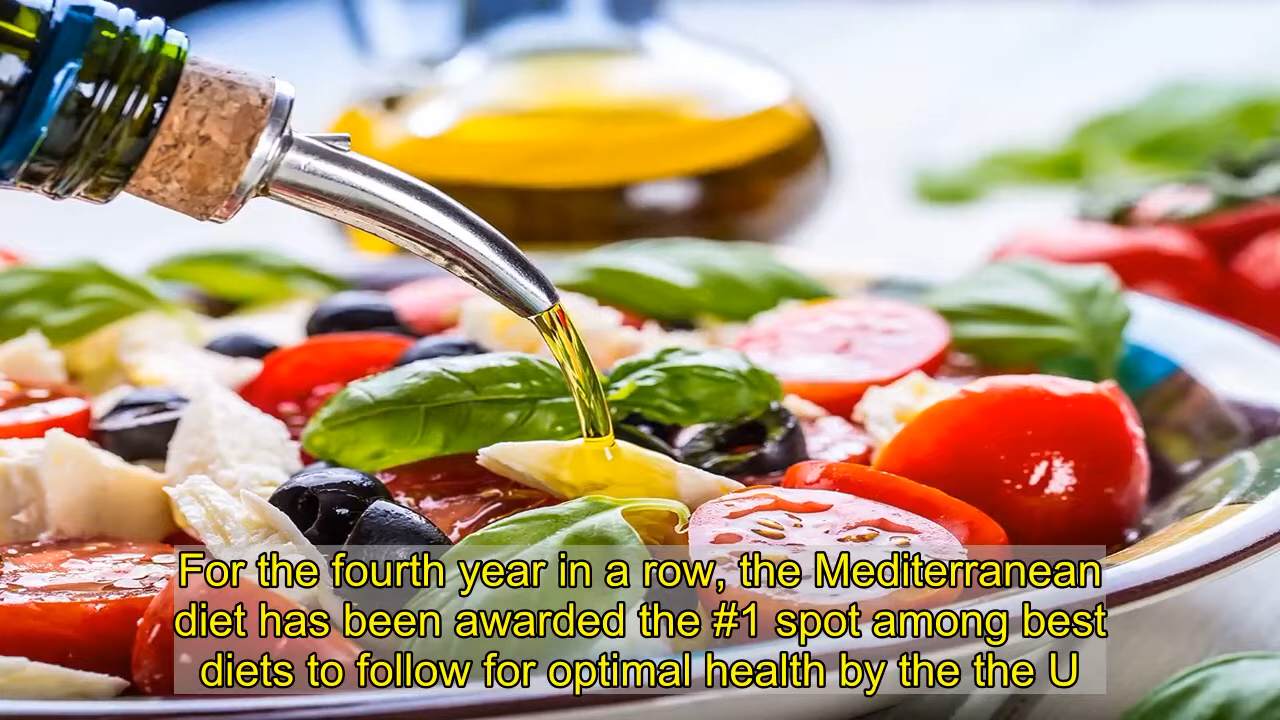 For the fourth year in a row, the Mediterranean
diet has been awarded the #1 spot among best
diets to follow for optimal health by the the U